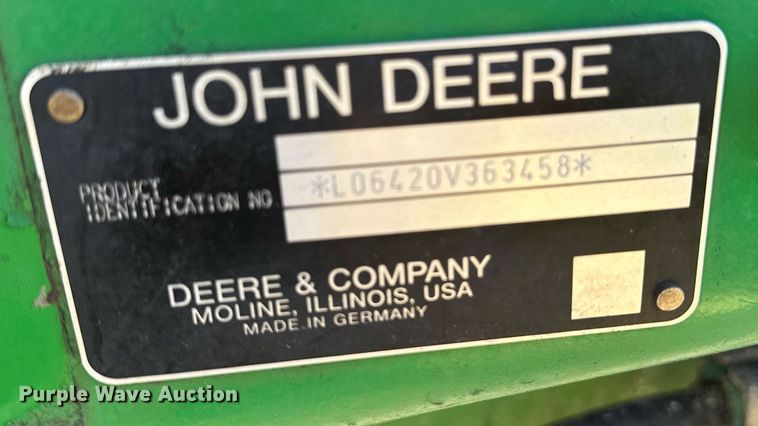 JOHN DEERE
PRODUCT
IDENTIFICATION NO
*L06420V363458*
DEERE & COMPANY
MOLINE, ILLINOIS, USA
MADE IN GERMANY
Purple Wave Auction